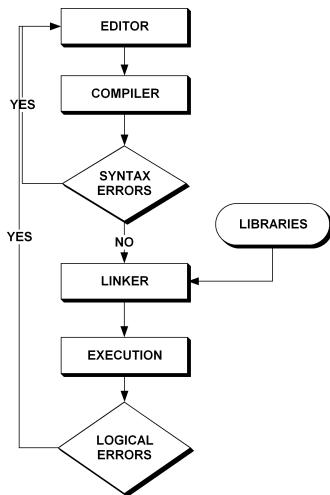 EDITOR
COMPILER
YES
SYNTAX
ERRORS
LIBRARIES
YES
NO
LINKER
EXECUTION
LOGICAL
ERRORS